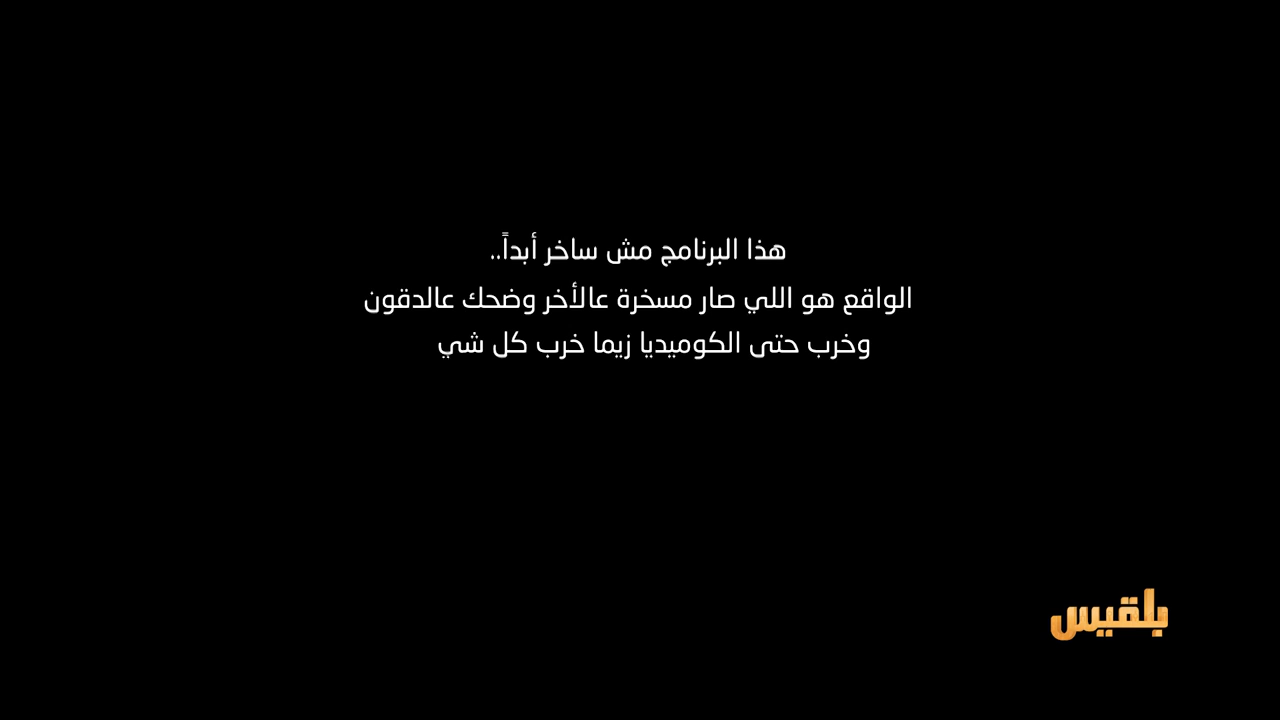 هذا البرنامج مش ساخر أبداً..
الواقع هو اللي صار مسخرة عالأخر وضحك عالدقون
وخرب حتى الكوميديا زيما خرب كل شي
بلقيس